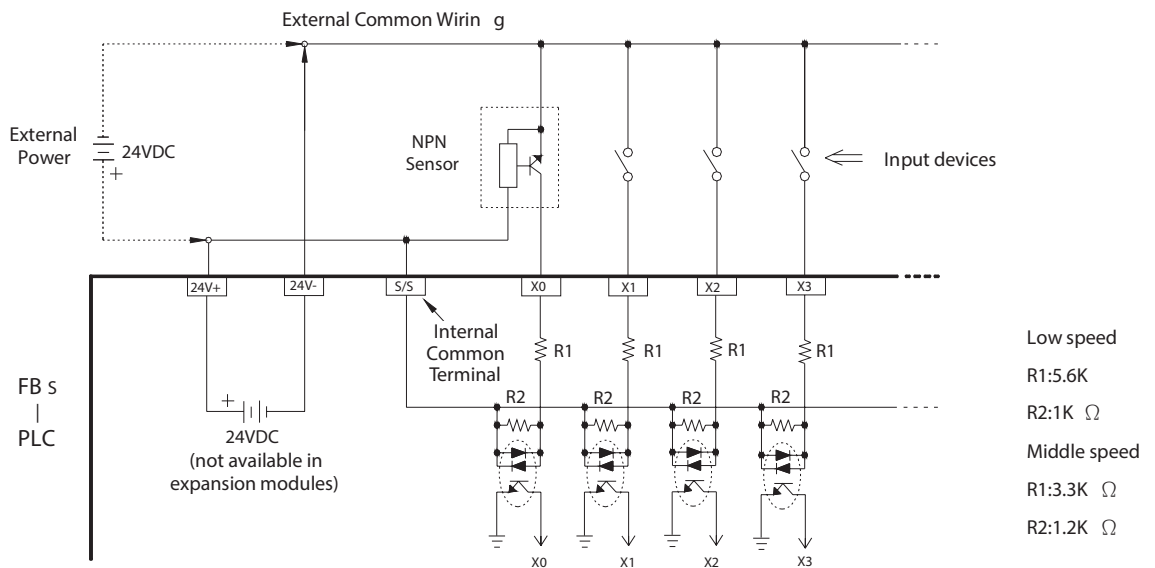 External Common Wirin g
External
Power
24VDC
+
NPN
Sensor
Input devices
24V+
24V-
S/S
X0
X1
X2
X3
Internal
Common
Terminal
R1
R1
R1
R1
R2
R2
R2
R2
FB s
|
PLC
+
24VDC
(not available in
expansion modules)
X0
X1
X2
X3
Low speed
R1:5.6K
R2:1K Ω
Middle speed
R1:3.3K Ω
R2:1.2K Ω